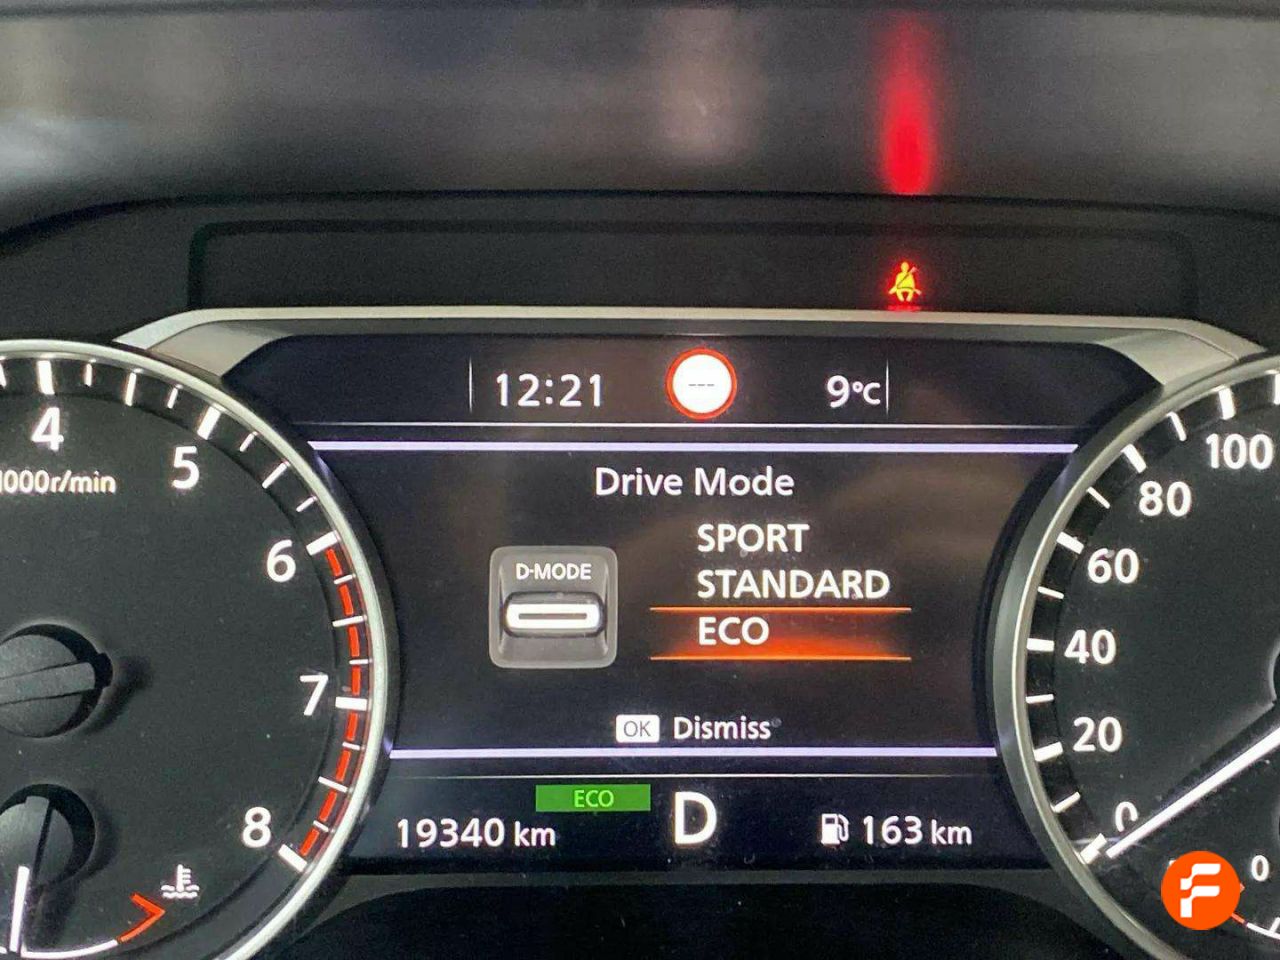 12:21
---
9°C
4
5
6
7
8
1000r/min
Drive Mode
SPORT
STANDARD
ECO
D-MODE
OK Dismiss
ECO
19340 km
D
163 km
100
80
60
40
20
0
0
F